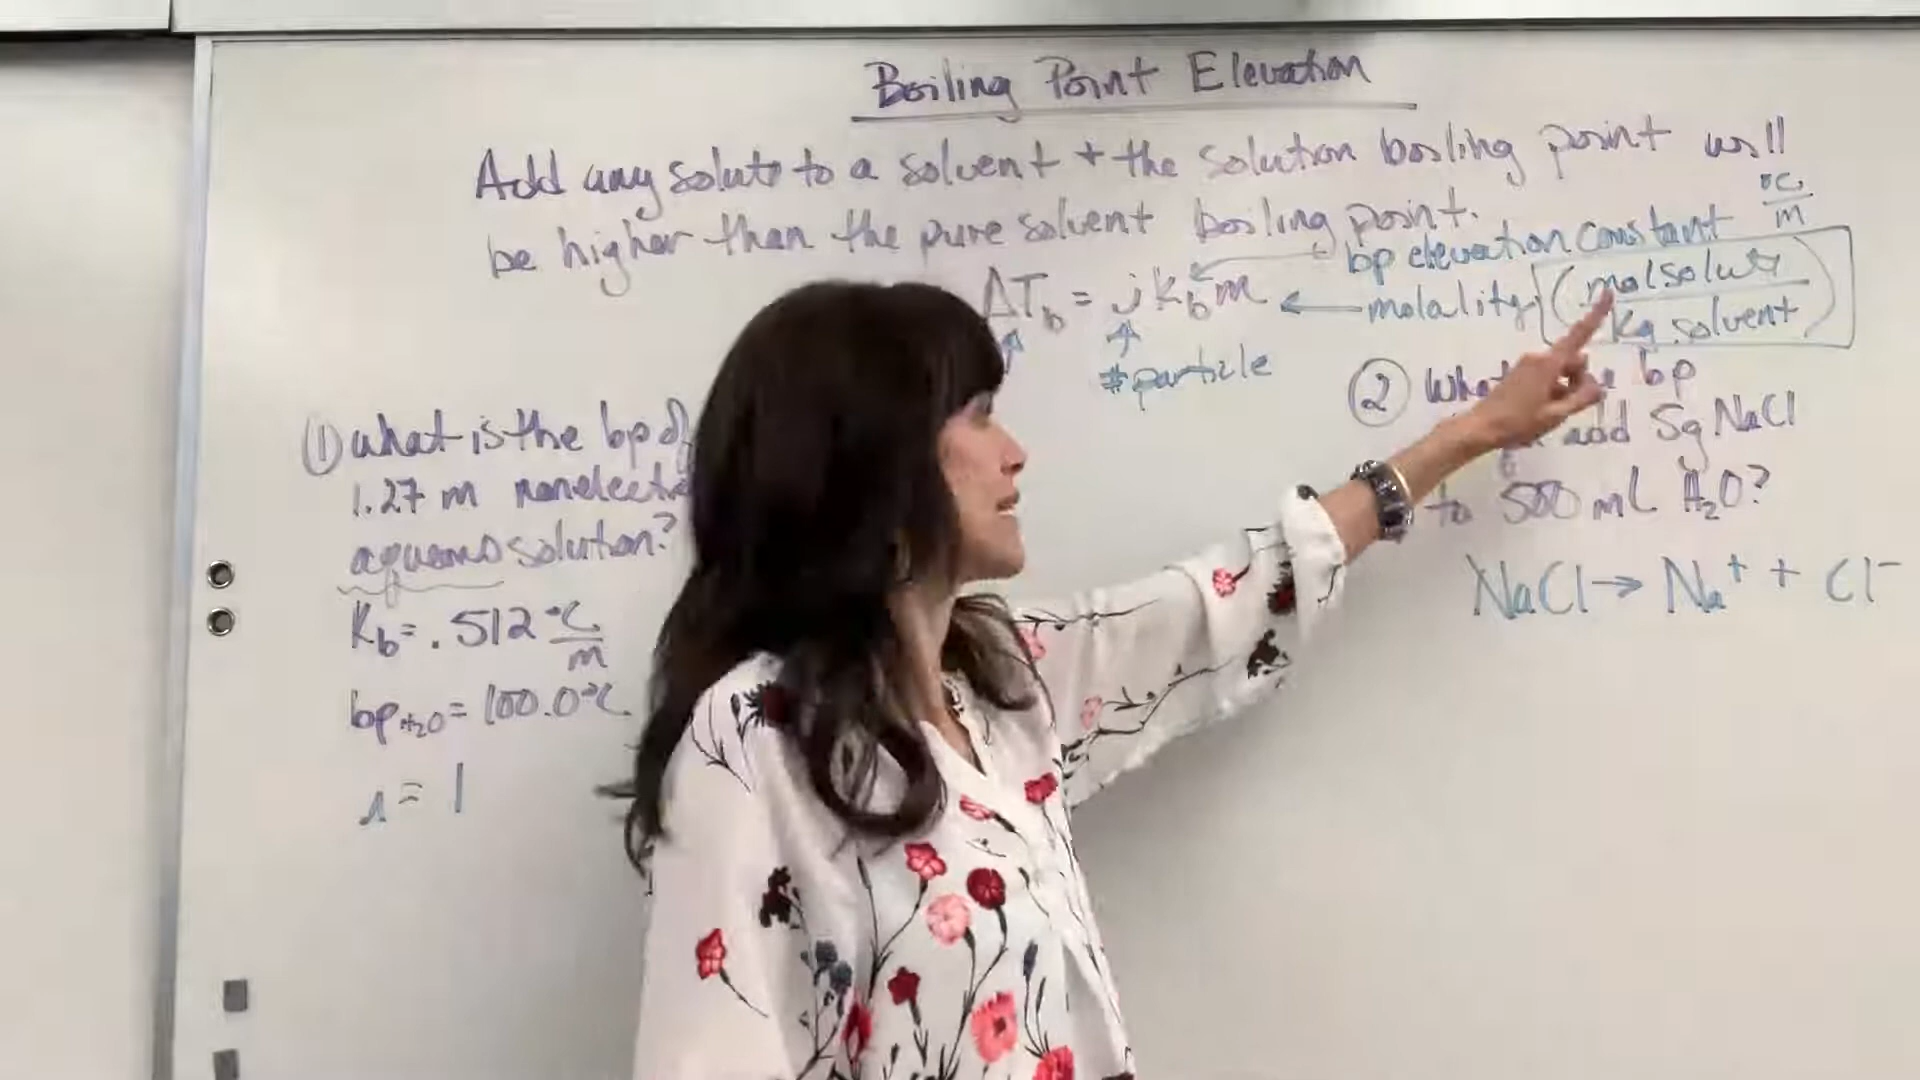 Boiling Point Elevation
Add any solute to a solvent + the solution boiling point will
be higher than the pure solvent boiling point.
bp elevation constant °C/m
ΔTb = i kb m ← molality (mol solute / kg solvent)
# particle
① What is the bp of
1.27 m
aqueous solution?
Kb = .512 °C/m
bp H2O = 100.0°C
i = 1
② What bp
add 5g NaCl
to 500 mL H2O?
NaCl → Na+ + Cl-